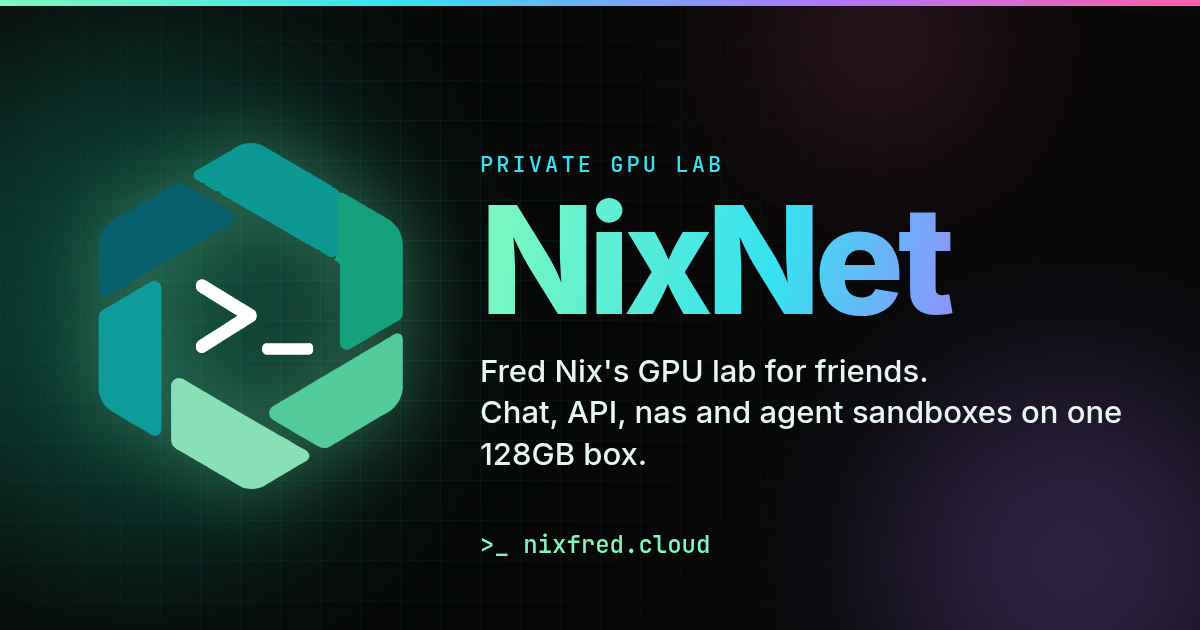 PRIVATE GPU LAB
NixNet
Fred Nix's GPU lab for friends.
Chat, API, nas and agent sandboxes on one
128GB box.
>_
>_ nixfred.cloud